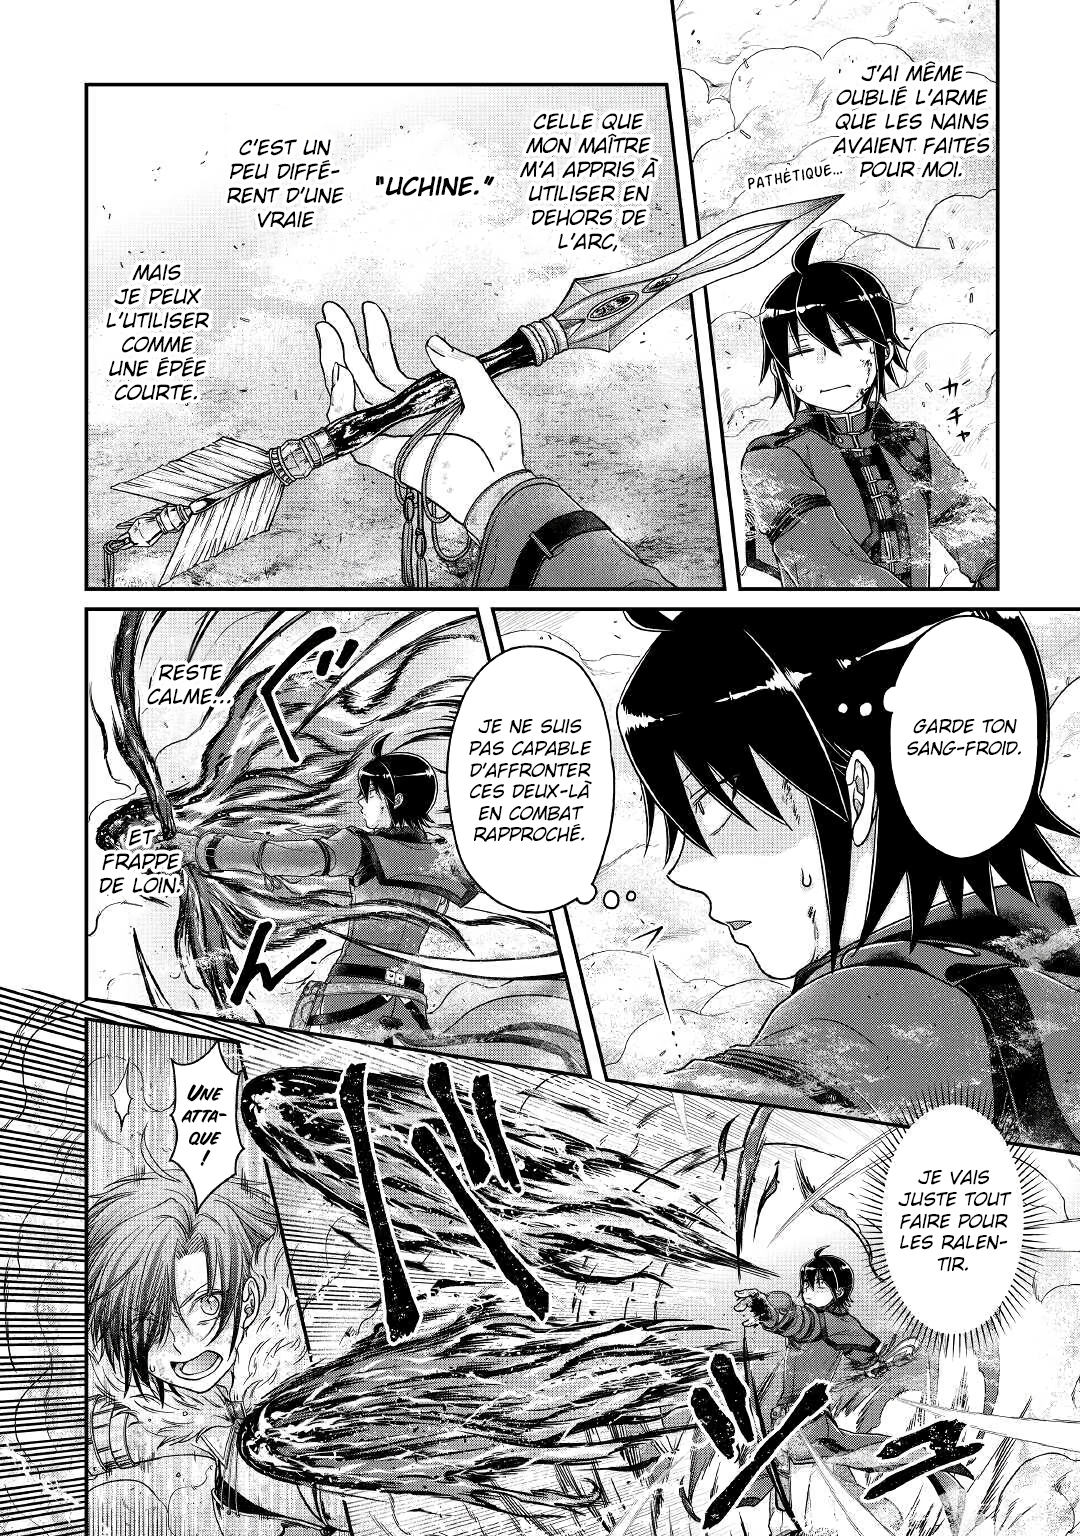 J'AI MÊME
OUBLIÉ L'ARME
QUE LES NAINS
AVAIENT FAITES
POUR MOI.
PATHÉTIQUE...
カ
チャ
CELLE QUE
MON MAÎTRE
M'A APPRIS À
UTILISER EN
DEHORS DE
L'ARC,
"UCHINE."
C'EST UN
PEU DIFFÉ-
RENT D'UNE
VRAIE
MAIS
JE PEUX
L'UTILISER
COMME
UNE ÉPÉE
COURTE.
GARDE TON
SANG-FROID.
JE NE SUIS
PAS CAPABLE
D'AFFRONTER
CES DEUX-LÀ
EN COMBAT
RAPPROCHÉ.
RESTE
CALME...
ET
FRAPPE
DE LOIN.
JE VAIS
JUSTE TOUT
FAIRE POUR
LES RALEN-
TIR.
UNE
ATTA-
QUE
!